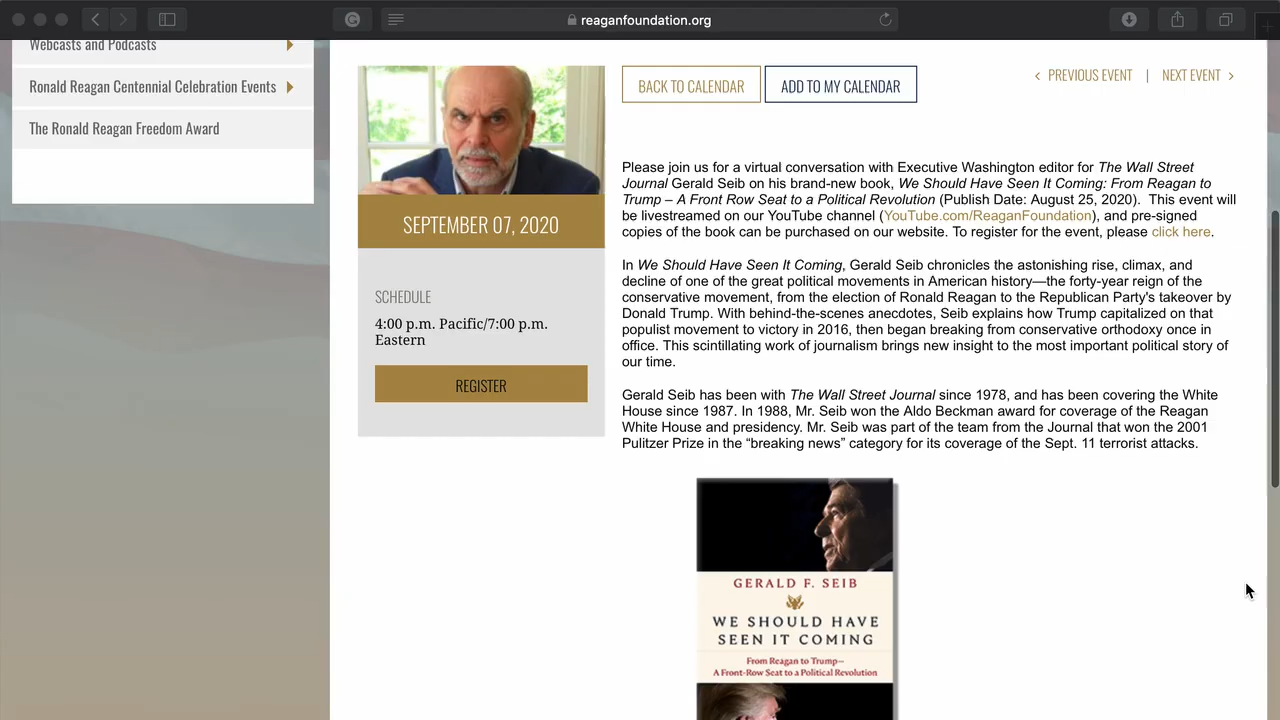 reaganfoundation.org
Webcasts and Podcasts
Ronald Reagan Centennial Celebration Events
The Ronald Reagan Freedom Award
SEPTEMBER 07, 2020
SCHEDULE
4:00 p.m. Pacific/7:00 p.m.
Eastern
REGISTER
BACK TO CALENDAR
ADD TO MY CALENDAR
‹ PREVIOUS EVENT | NEXT EVENT ›
Please join us for a virtual conversation with Executive Washington editor for The Wall Street
Journal Gerald Seib on his brand-new book, We Should Have Seen It Coming: From Reagan to
Trump – A Front Row Seat to a Political Revolution (Publish Date: August 25, 2020). This event will
be livestreamed on our YouTube channel (YouTube.com/ReaganFoundation), and pre-signed
copies of the book can be purchased on our website. To register for the event, please click here.
In We Should Have Seen It Coming, Gerald Seib chronicles the astonishing rise, climax, and
decline of one of the great political movements in American history—the forty-year reign of the
conservative movement, from the election of Ronald Reagan to the Republican Party's takeover by
Donald Trump. With behind-the-scenes anecdotes, Seib explains how Trump capitalized on that
populist movement to victory in 2016, then began breaking from conservative orthodoxy once in
office. This scintillating work of journalism brings new insight to the most important political story of
our time.
Gerald Seib has been with The Wall Street Journal since 1978, and has been covering the White
House since 1987. In 1988, Mr. Seib won the Aldo Beckman award for coverage of the Reagan
White House and presidency. Mr. Seib was part of the team from the Journal that won the 2001
Pulitzer Prize in the “breaking news” category for its coverage of the Sept. 11 terrorist attacks.
GERALD F. SEIB
WE SHOULD HAVE
SEEN IT COMING
From Reagan to Trump—
A Front-Row Seat to a Political Revolution